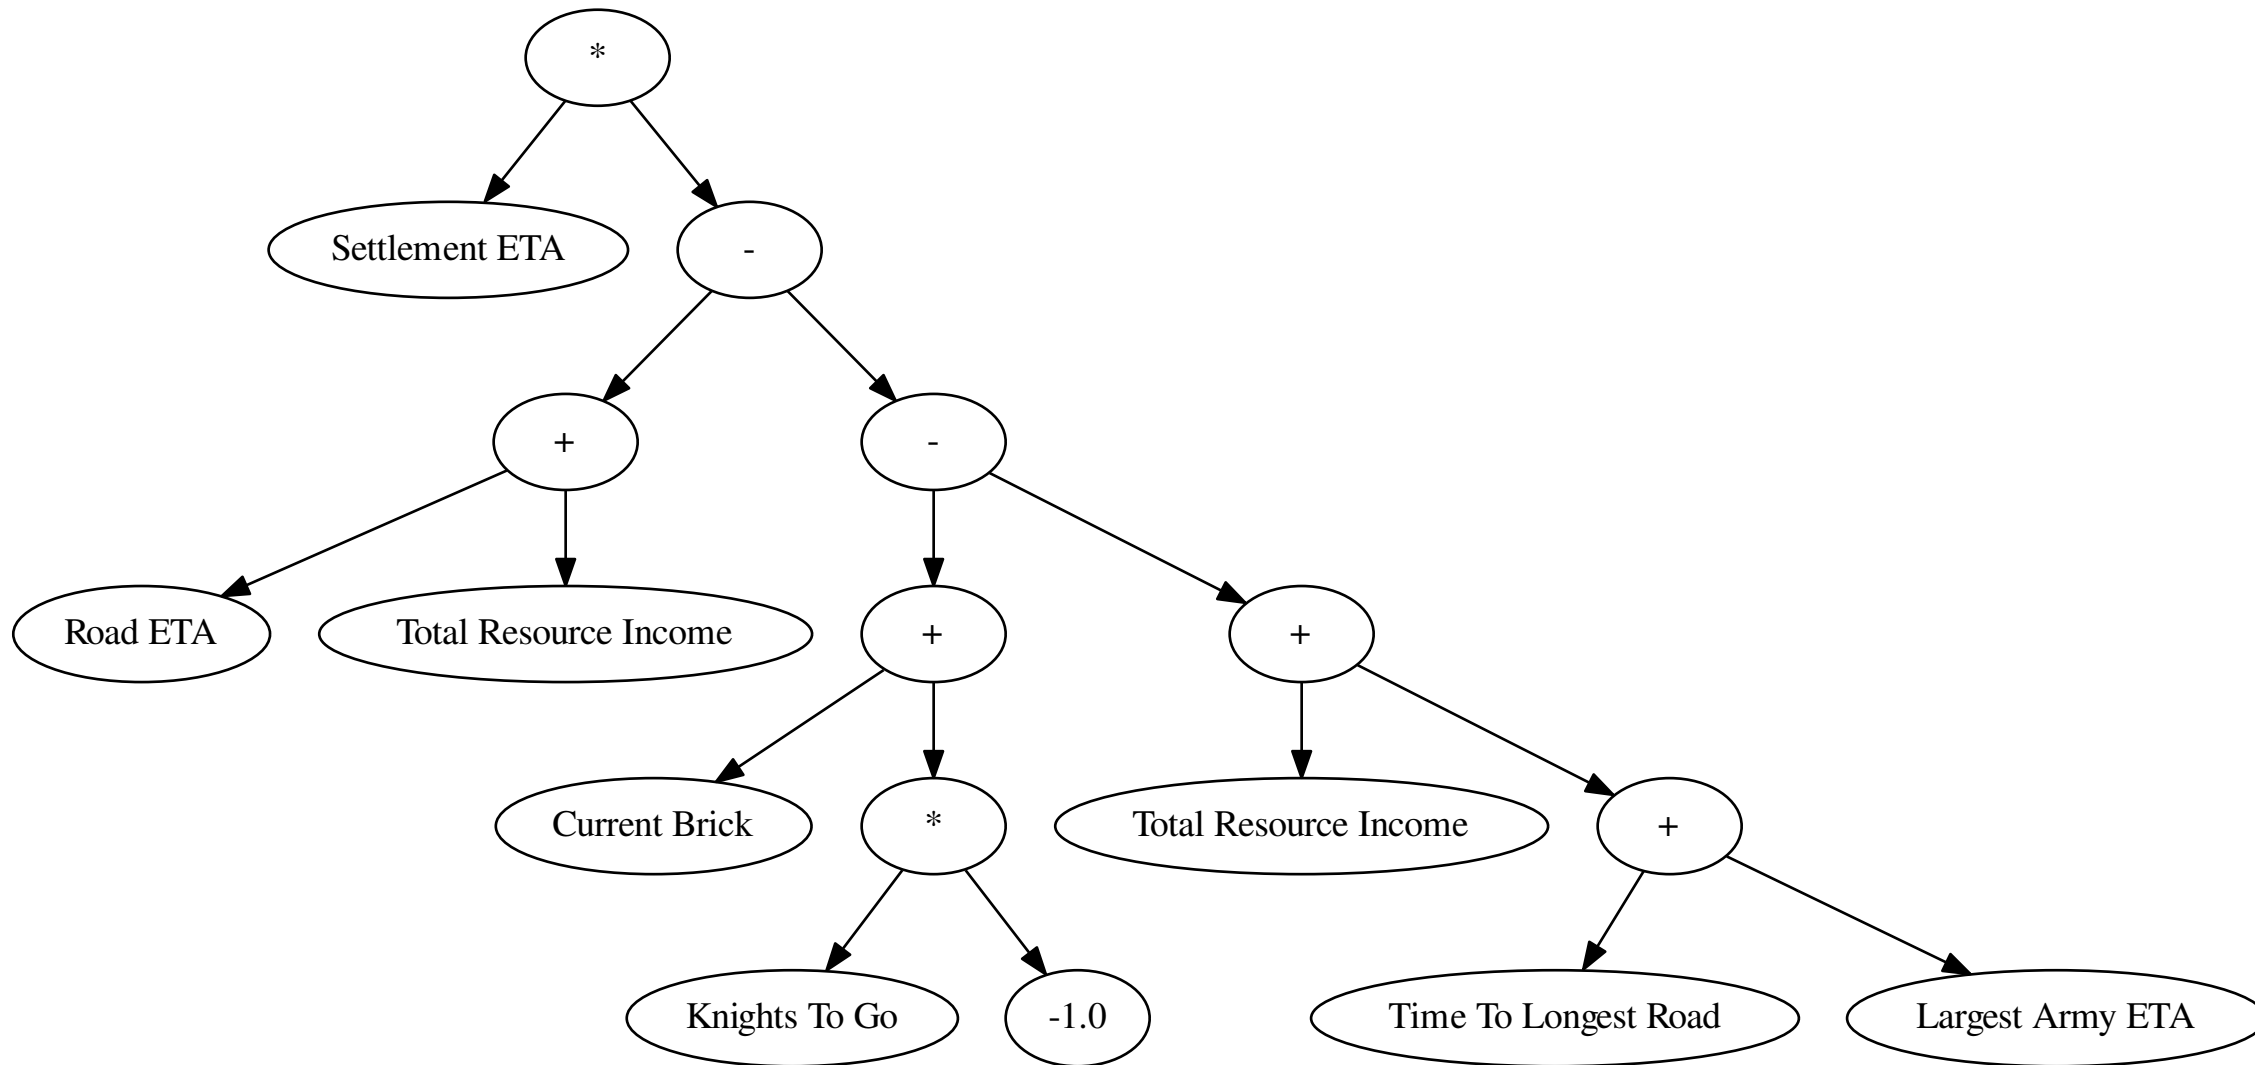 *
Settlement ETA
-
+
-
Road ETA
Total Resource Income
+
+
Current Brick
*
Total Resource Income
+
Knights To Go
-1.0
Time To Longest Road
Largest Army ETA